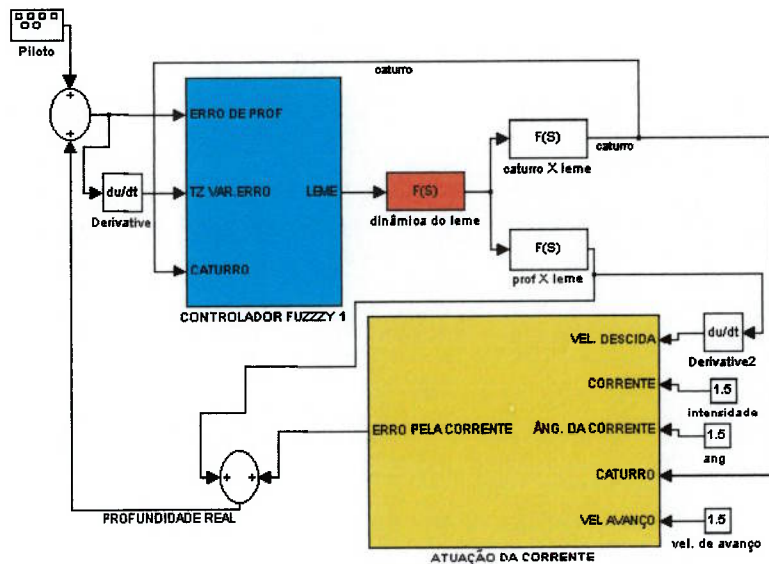 Piloto
caturro
+
+
ERRO DE PROF
du/dt
Derivative
TZ VAR.ERRO
LEME
CATURRO
CONTROLADOR FUZZZY 1
F(S)
dinâmica do leme
F(S)
caturro
caturro X leme
F(S)
prof X leme
du/dt
Derivative2
VEL. DESCIDA
CORRENTE
1.5
intensidade
ERRO PELA CORRENTE
ÂNG. DA CORRENTE
1.5
ang
CATURRO
VEL AVANÇO
1.5
vel. de avanço
+ +
PROFUNDIDADE REAL
ATUAÇÃO DA CORRENTE